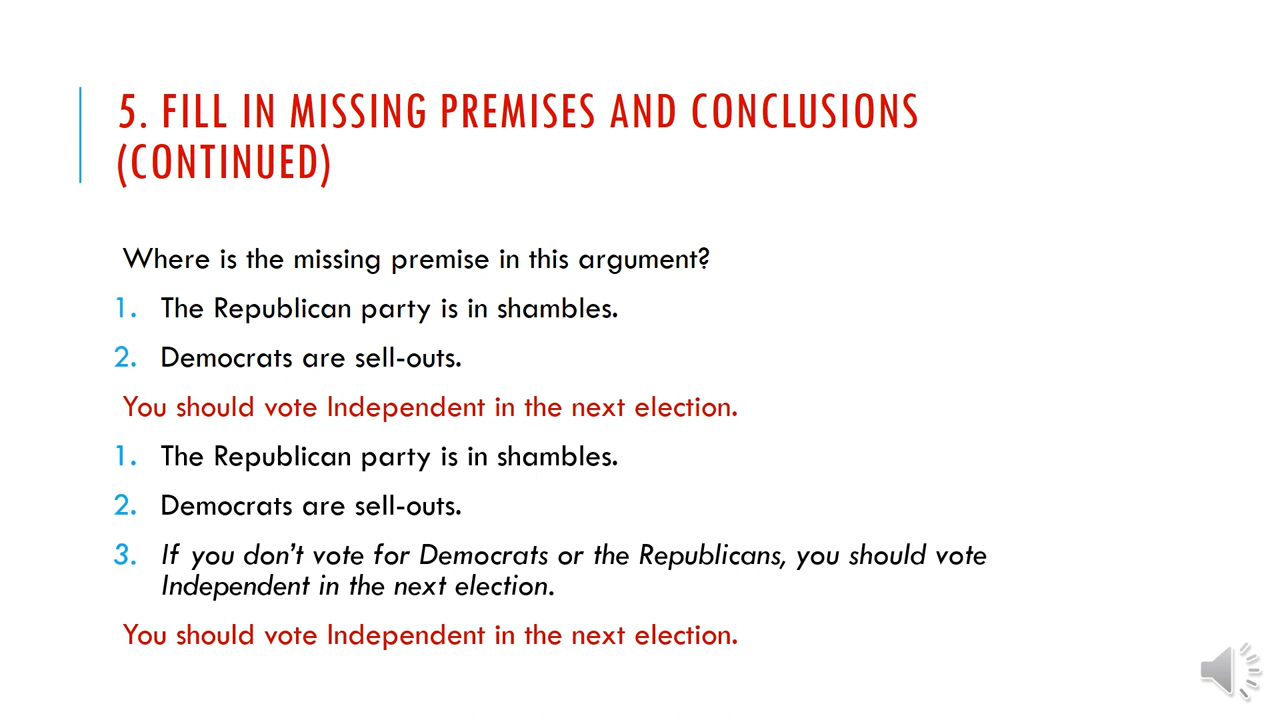 5. FILL IN MISSING PREMISES AND CONCLUSIONS
(CONTINUED)
Where is the missing premise in this argument?
1. The Republican party is in shambles.
2. Democrats are sell-outs.
You should vote Independent in the next election.
1. The Republican party is in shambles.
2. Democrats are sell-outs.
3. If you don’t vote for Democrats or the Republicans, you should vote
Independent in the next election.
You should vote Independent in the next election.